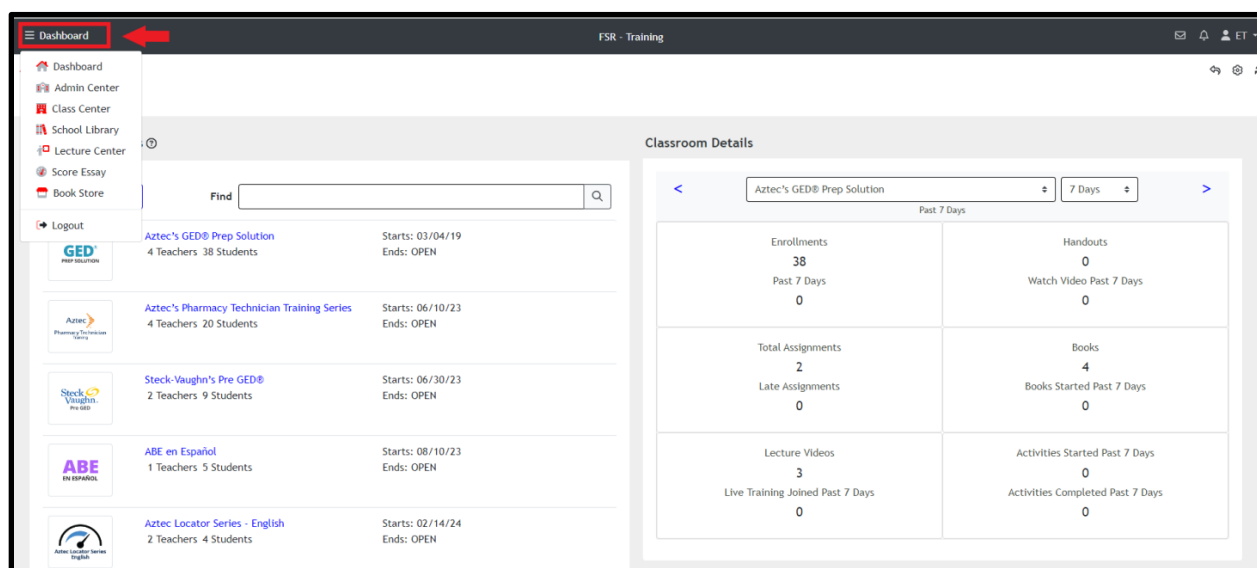 Dashboard
FSR - Training
ET
Dashboard
Admin Center
Class Center
School Library
Lecture Center
Score Essay
Book Store
Logout
Find
GED®
PREP SOLUTION
Aztec's GED® Prep Solution
4 Teachers 38 Students
Starts: 03/04/19
Ends: OPEN
Aztec
Pharmacy Technician
Training
Aztec's Pharmacy Technician Training Series
4 Teachers 20 Students
Starts: 06/10/23
Ends: OPEN
Steck
Vaughn
Pre GED
Steck-Vaughn's Pre GED®
2 Teachers 9 Students
Starts: 06/30/23
Ends: OPEN
ABE
EN ESPAÑOL
ABE en Español
1 Teachers 5 Students
Starts: 08/10/23
Ends: OPEN
Aztec Locator Series
English
Aztec Locator Series - English
2 Teachers 4 Students
Starts: 02/14/24
Ends: OPEN
Classroom Details
<
Aztec's GED® Prep Solution
7 Days
>
Past 7 Days
Enrollments
38
Past 7 Days
0
Handouts
0
Watch Video Past 7 Days
0
Total Assignments
2
Late Assignments
0
Books
4
Books Started Past 7 Days
0
Lecture Videos
3
Live Training Joined Past 7 Days
0
Activities Started Past 7 Days
0
Activities Completed Past 7 Days
0